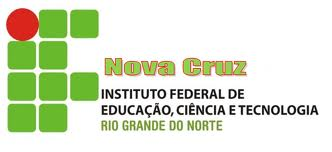 Nova Cruz
INSTITUTO FEDERAL DE
EDUCAÇÃO, CIÊNCIA E TECNOLOGIA
RIO GRANDE DO NORTE